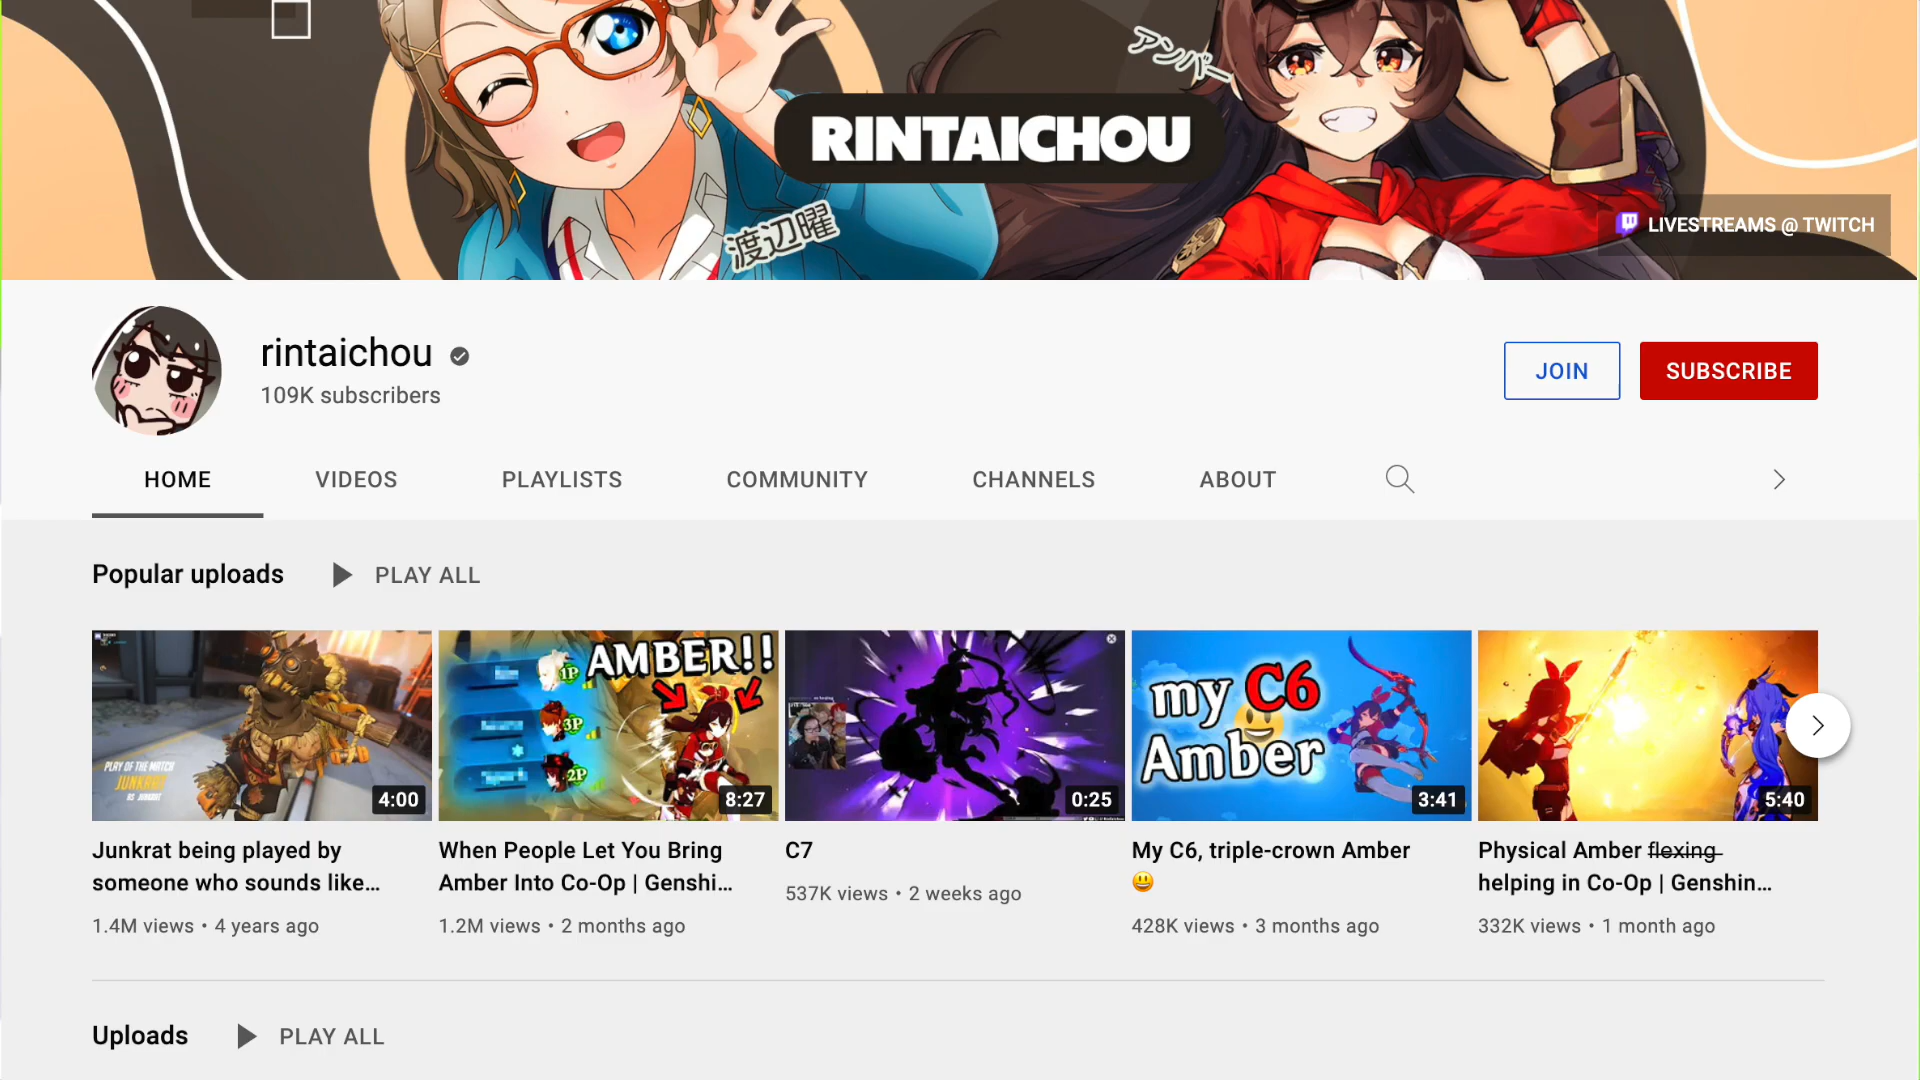 アンバー
RINTAICHOU
渡辺曜
LIVESTREAMS @ TWITCH
rintaichou
109K subscribers
JOIN
SUBSCRIBE
HOME
VIDEOS
PLAYLISTS
COMMUNITY
CHANNELS
ABOUT
Popular uploads
PLAY ALL
PLAY OF THE MATCH
JUNKRAT
AS JUNKRAT
4:00
AMBER!!
1P
3P
2P
8:27
0:25
my C6
Amber
3:41
5:40
Junkrat being played by
someone who sounds like...
1.4M views • 4 years ago
When People Let You Bring
Amber Into Co-Op | Genshi...
1.2M views • 2 months ago
C7
537K views • 2 weeks ago
My C6, triple-crown Amber
😃
428K views • 3 months ago
Physical Amber flexing
helping in Co-Op | Genshin...
332K views • 1 month ago
Uploads
PLAY ALL